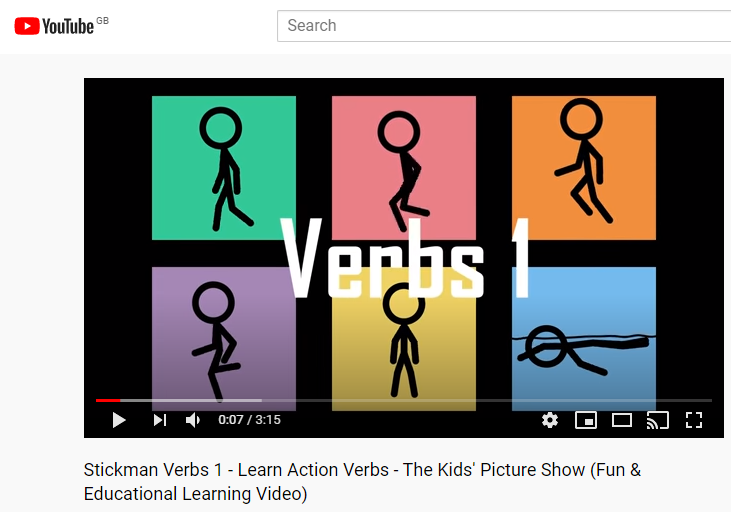 YouTube GB
Search
Verbs 1
0:07 / 3:15
Stickman Verbs 1 - Learn Action Verbs - The Kids' Picture Show (Fun &
Educational Learning Video)